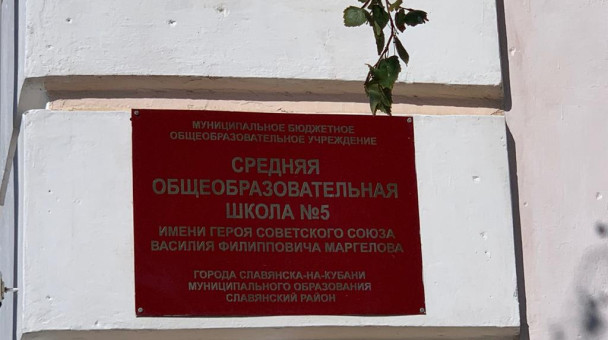 МУНИЦИПАЛЬНОЕ БЮДЖЕТНОЕ
ОБЩЕОБРАЗОВАТЕЛЬНОЕ УЧРЕЖДЕНИЕ
СРЕДНЯЯ
ОБЩЕОБРАЗОВАТЕЛЬНАЯ
ШКОЛА №5
ИМЕНИ ГЕРОЯ СОВЕТСКОГО СОЮЗА
ВАСИЛИЯ ФИЛИППОВИЧА МАРГЕЛОВА
ГОРОДА СЛАВЯНСКА-НА-КУБАНИ
МУНИЦИПАЛЬНОГО ОБРАЗОВАНИЯ
СЛАВЯНСКИЙ РАЙОН